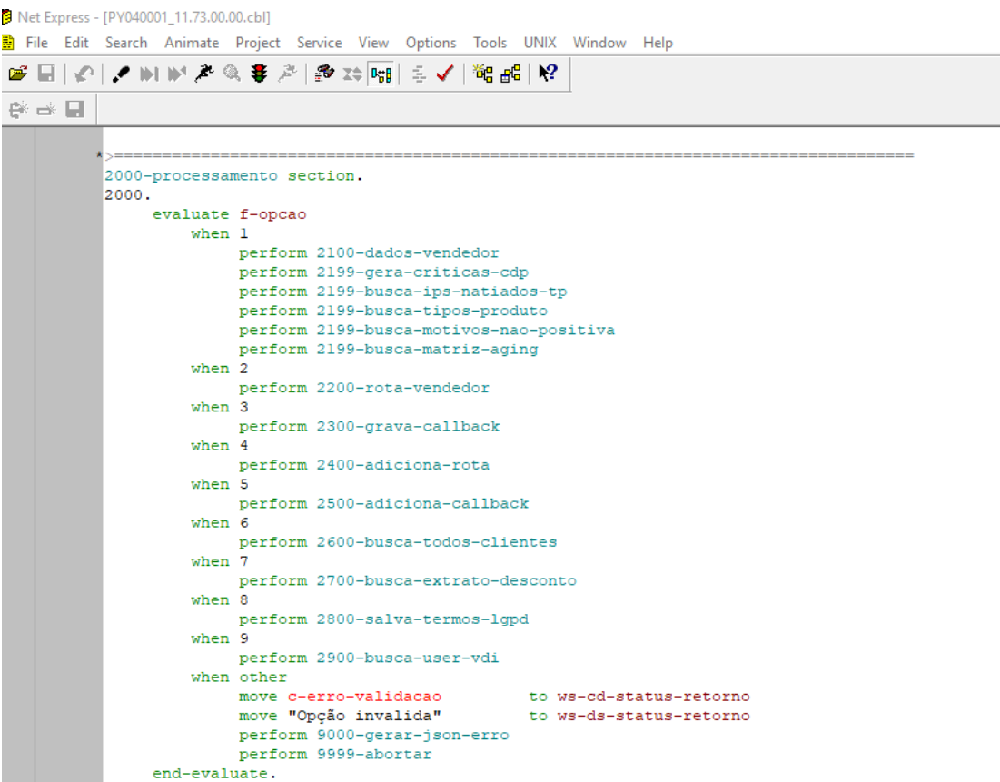 Net Express - [PY040001_11.73.00.00.cbl]
File Edit Search Animate Project Service View Options Tools UNIX Window Help
*>====================================================================================
2000-processamento section.
2000.
evaluate f-opcao
when 1
perform 2100-dados-vendedor
perform 2199-gera-criticas-cdp
perform 2199-busca-ips-natiados-tp
perform 2199-busca-tipos-produto
perform 2199-busca-motivos-nao-positiva
perform 2199-busca-matriz-aging
when 2
perform 2200-rota-vendedor
when 3
perform 2300-grava-callback
when 4
perform 2400-adiciona-rota
when 5
perform 2500-adiciona-callback
when 6
perform 2600-busca-todos-clientes
when 7
perform 2700-busca-extrato-desconto
when 8
perform 2800-salva-termos-lgpd
when 9
perform 2900-busca-user-vdi
when other
move c-erro-validacao to ws-cd-status-retorno
move "Opção invalida" to ws-ds-status-retorno
perform 9000-gerar-json-erro
perform 9999-abortar
end-evaluate.